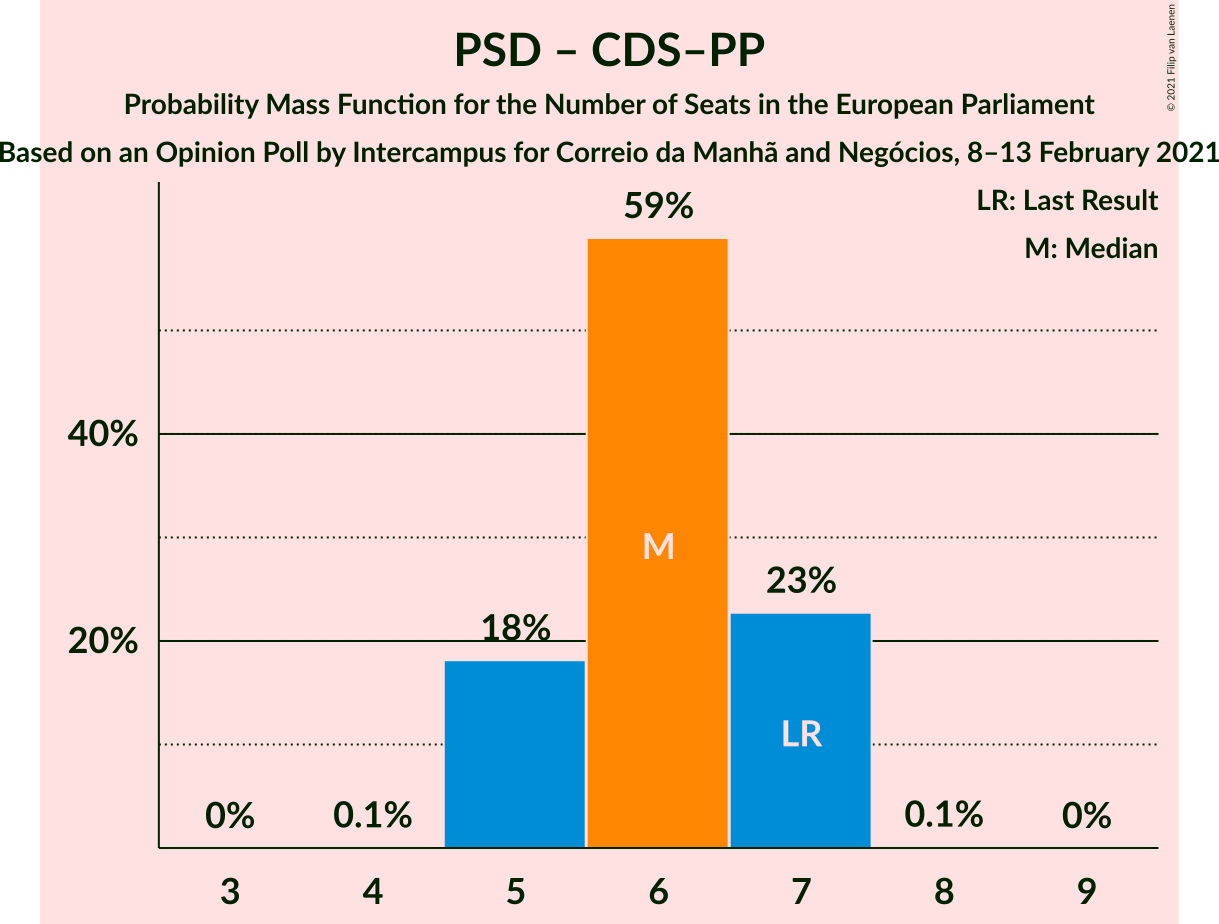 PSD – CDS–PP
Probability Mass Function for the Number of Seats in the European Parliament
Based on an Opinion Poll by Intercampus for Correio da Manhã and Negócios, 8–13 February 2021
© 2021 Filip van Laenen
LR: Last Result
M: Median
59%
40%
M
23%
18%
20%
LR
0%
0.1%
0.1%
0%
3 4 5 6 7 8 9